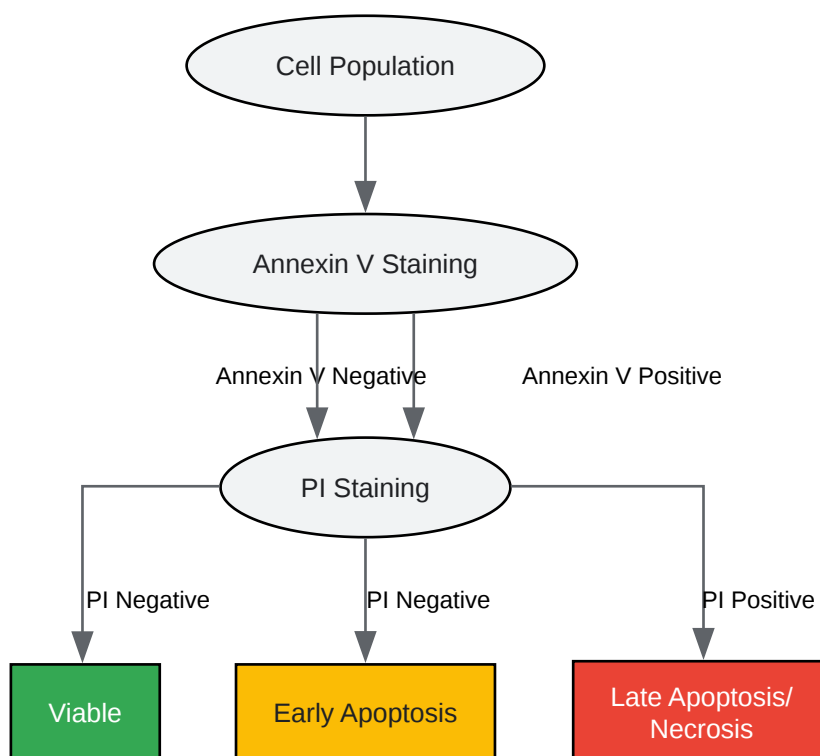 Cell Population
Annexin V Staining
Annexin V Negative
Annexin V Positive
PI Staining
PI Negative
PI Negative
PI Positive
Viable
Early Apoptosis
Late Apoptosis/
Necrosis